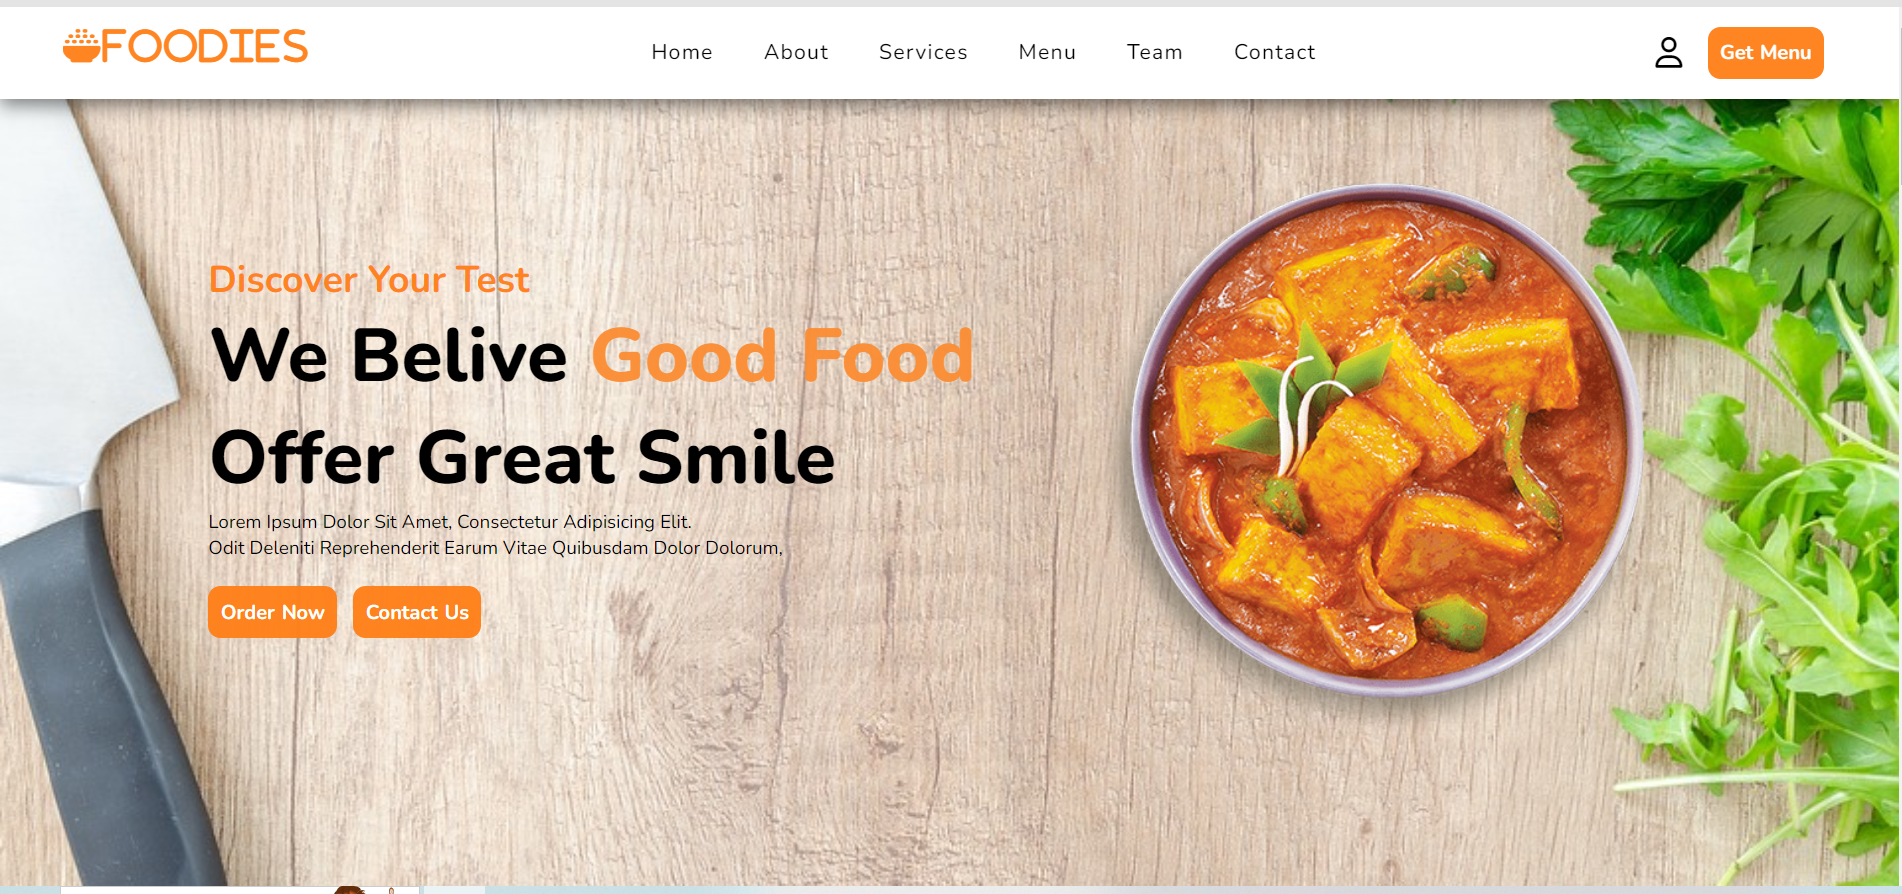 FOODIES
Home About Services Menu Team Contact
Get Menu
Discover Your Test
We Belive Good Food
Offer Great Smile
Lorem Ipsum Dolor Sit Amet, Consectetur Adipisicing Elit.
Odit Deleniti Reprehenderit Earum Vitae Quibusdam Dolor Dolorum,
Order Now Contact Us